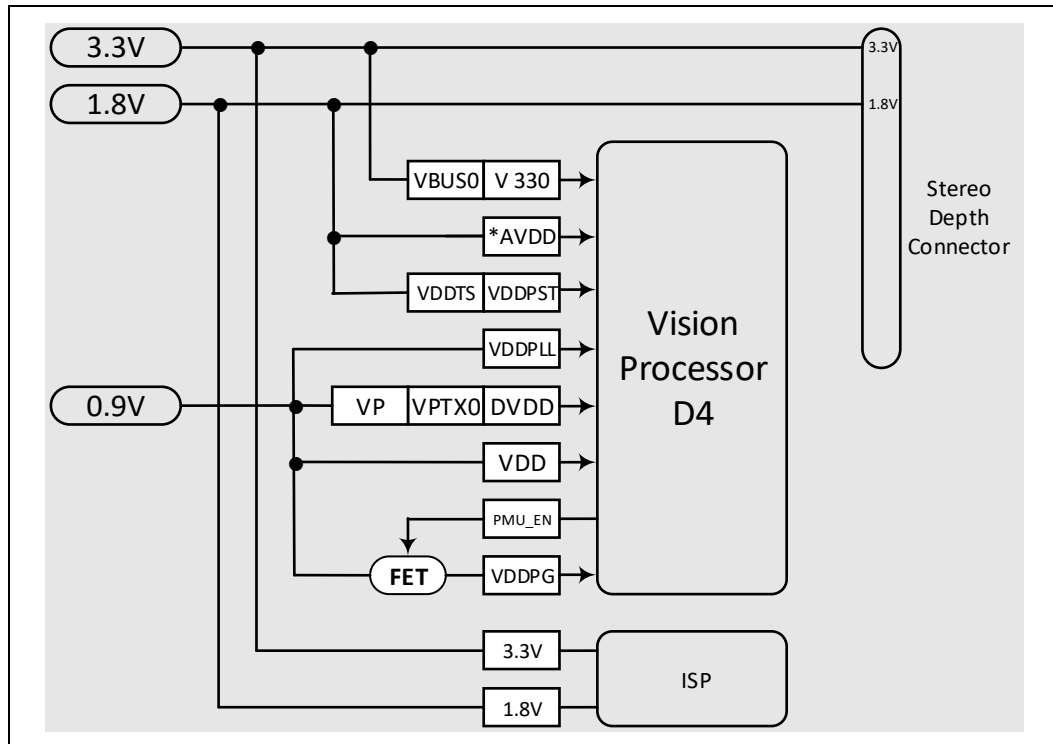 3.3V
3.3V
1.8V
1.8V
VBUS0 V 330
Stereo
Depth
Connector
*AVDD
VDDTS VDDPST
Vision
Processor
D4
VDDPLL
0.9V
VP VPTX0 DVDD
VDD
PMU_EN
FET
VDDPG
3.3V
ISP
1.8V